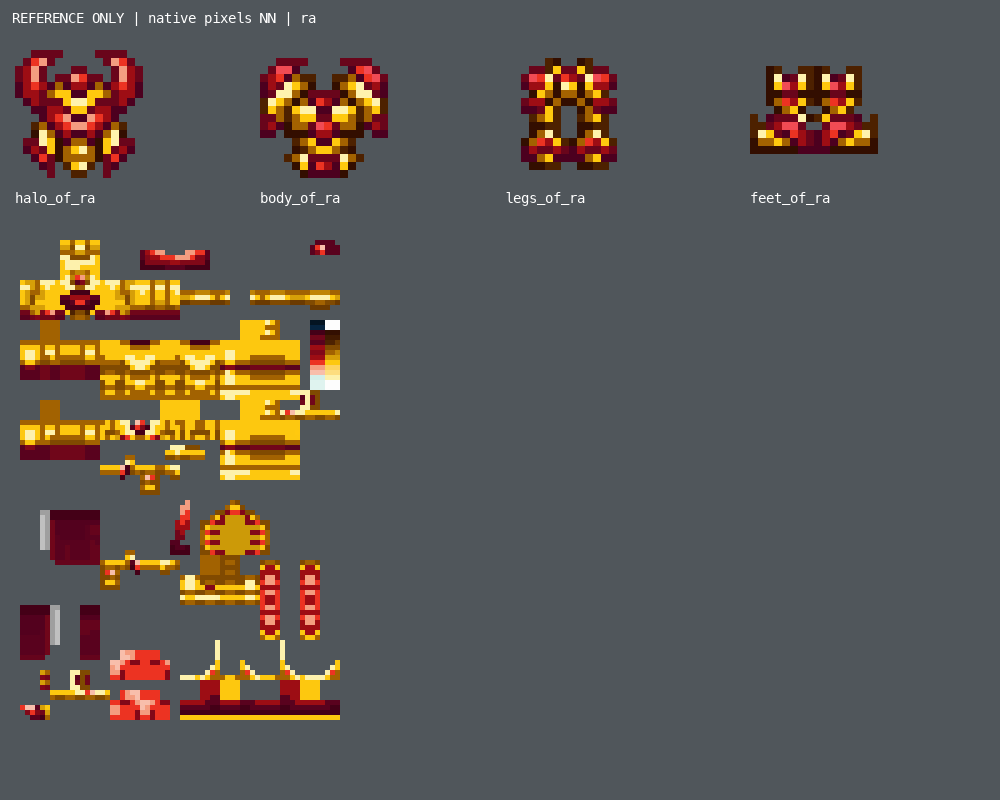 REFERENCE ONLY | native pixels NN | ra
halo_of_ra
body_of_ra
legs_of_ra
feet_of_ra